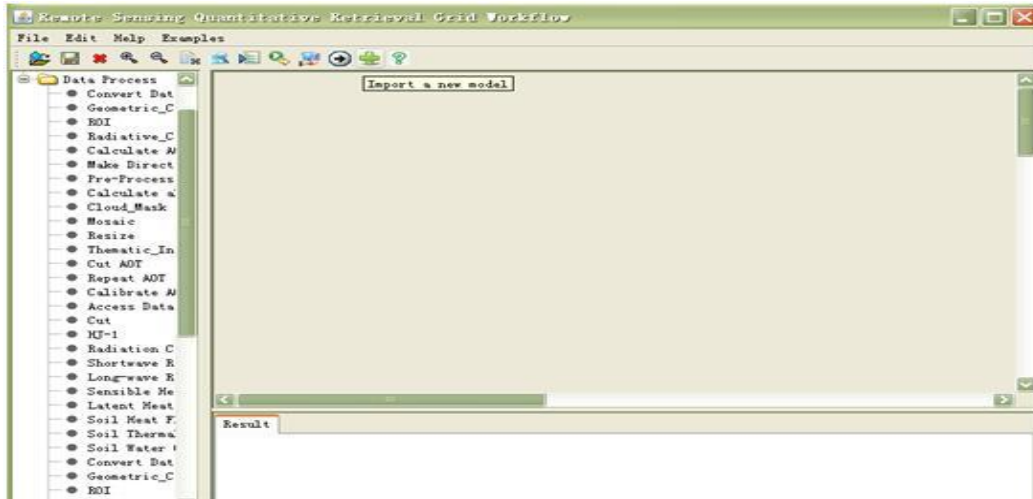 Remote Sensing Quantitative Retrieval Grid Workflow
File Edit Help Examples
Import a new model
Data Process
Convert Dat
Geometric_C
ROI
Radiative_C
Calculate A
Make Direct
Pre-Process
Calculate a
Cloud_Mask
Mosaic
Resize
Thematic_In
Cut AOT
Repeat AOT
Calibrate A
Access Data
Cut
HJ-1
Radiation C
Shortwave R
Long-wave R
Sensible He
Latent Heat
Soil Heat F
Soil Therma
Soil Water
Convert Dat
Geometric_C
ROI
Result